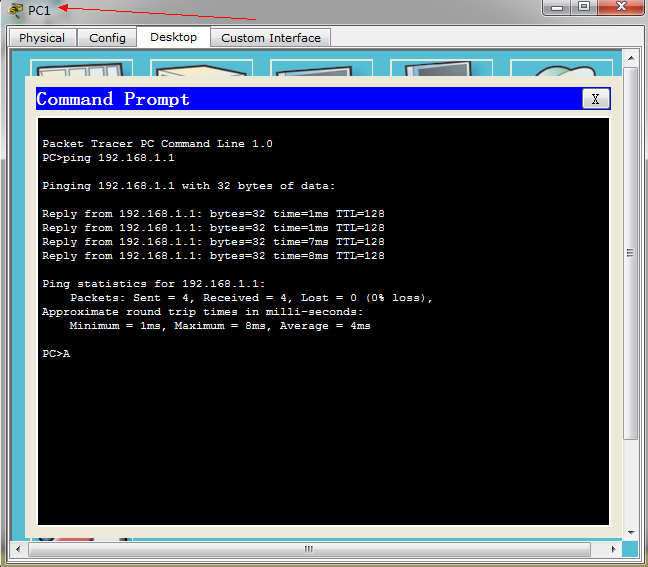 PC1
Physical Config Desktop Custom Interface
Command Prompt X
Packet Tracer PC Command Line 1.0
PC>ping 192.168.1.1
Pinging 192.168.1.1 with 32 bytes of data:
Reply from 192.168.1.1: bytes=32 time=1ms TTL=128
Reply from 192.168.1.1: bytes=32 time=1ms TTL=128
Reply from 192.168.1.1: bytes=32 time=7ms TTL=128
Reply from 192.168.1.1: bytes=32 time=8ms TTL=128
Ping statistics for 192.168.1.1:
Packets: Sent = 4, Received = 4, Lost = 0 (0% loss),
Approximate round trip times in milli-seconds:
Minimum = 1ms, Maximum = 8ms, Average = 4ms
PC>A